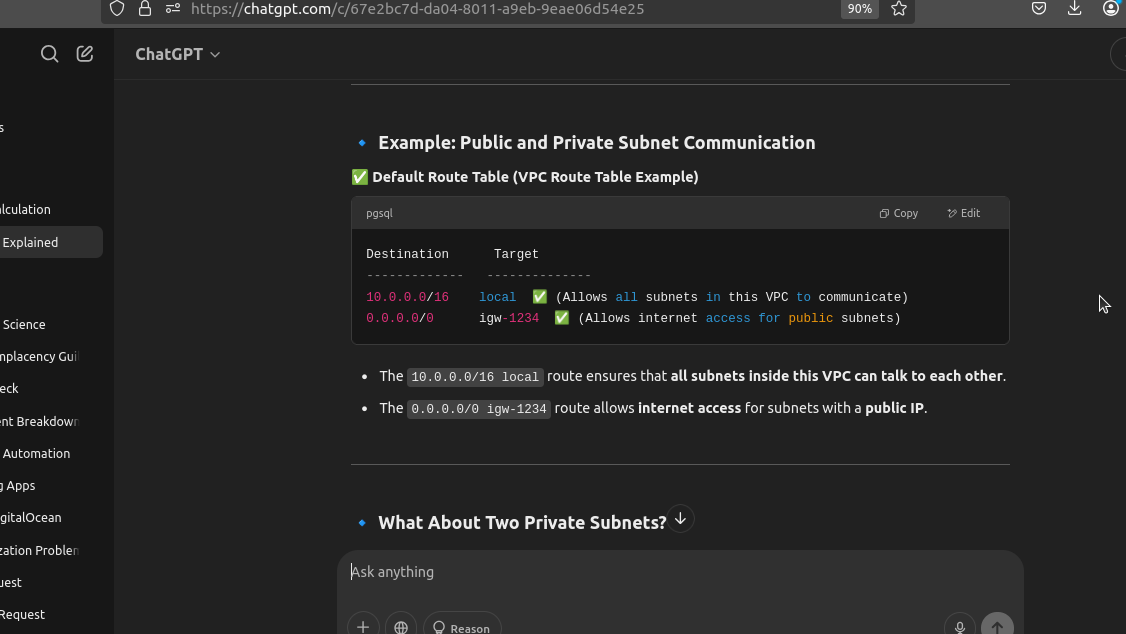 https://chatgpt.com/c/67e2bc7d-da04-8011-a9eb-9eae06d54e25
90%
ChatGPT
s
lculation
Explained
Science
mplacency Gui
eck
nt Breakdown
Automation
g Apps
gitalOcean
zation Problen
uest
Request
🔹 Example: Public and Private Subnet Communication
✅ Default Route Table (VPC Route Table Example)
pgsql
Copy
Edit
Destination Target
------------- --------------
10.0.0.0/16 local ✅ (Allows all subnets in this VPC to communicate)
0.0.0.0/0 igw-1234 ✅ (Allows internet access for public subnets)
• The 10.0.0.0/16 local route ensures that all subnets inside this VPC can talk to each other.
• The 0.0.0.0/0 igw-1234 route allows internet access for subnets with a public IP.
🔹 What About Two Private Subnets?
Ask anything
Reason